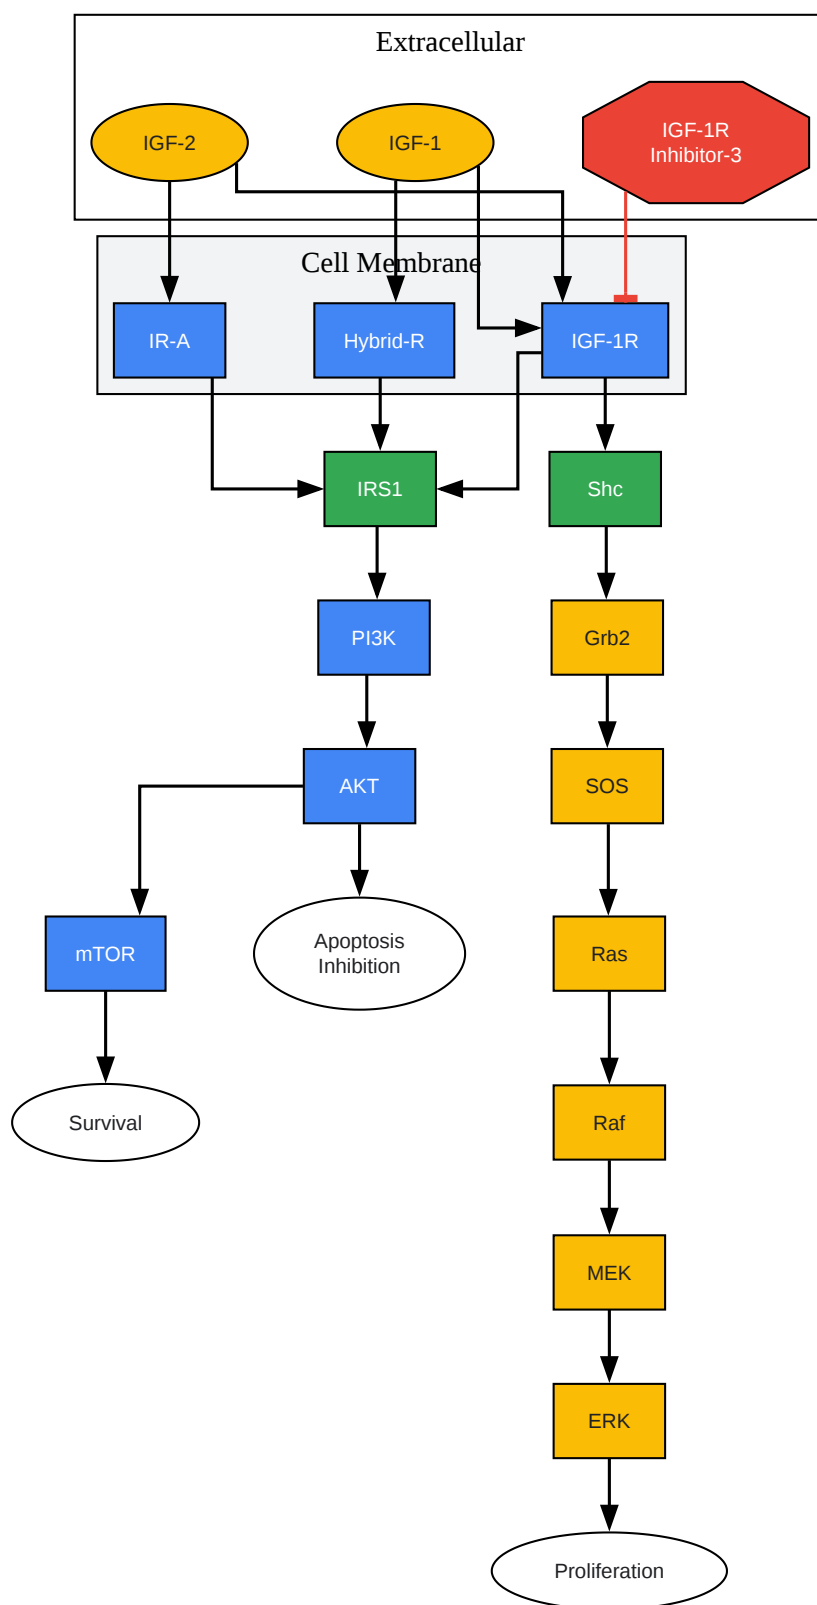 Extracellular
IGF-2
IGF-1
IGF-1R
Inhibitor-3
Cell Membrane
IR-A
Hybrid-R
IGF-1R
IRS1
Shc
PI3K
Grb2
AKT
SOS
mTOR
Apoptosis
Inhibition
Ras
Survival
Raf
MEK
ERK
Proliferation